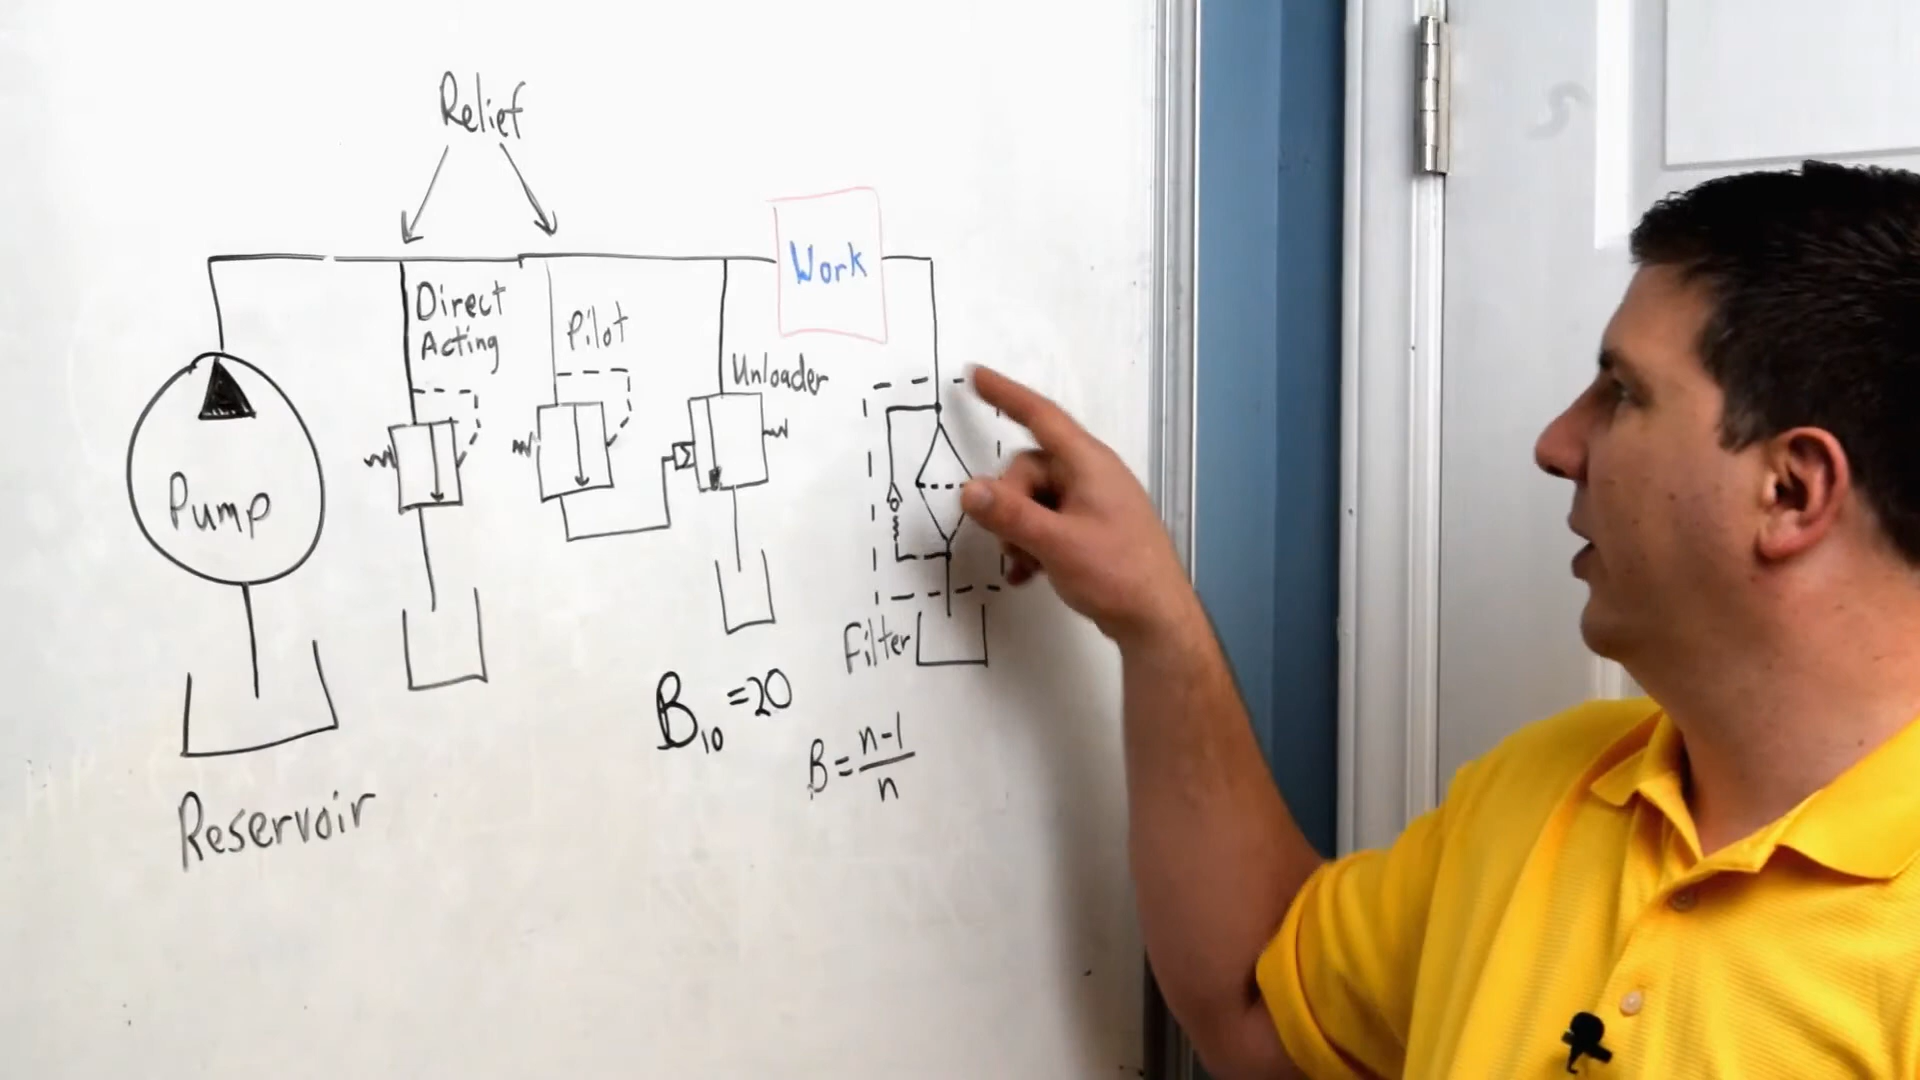 Relief
Direct
Acting
Pilot
Unloader
Work
Pump
Filter
B10 = 20
B = n-1
n
Reservoir